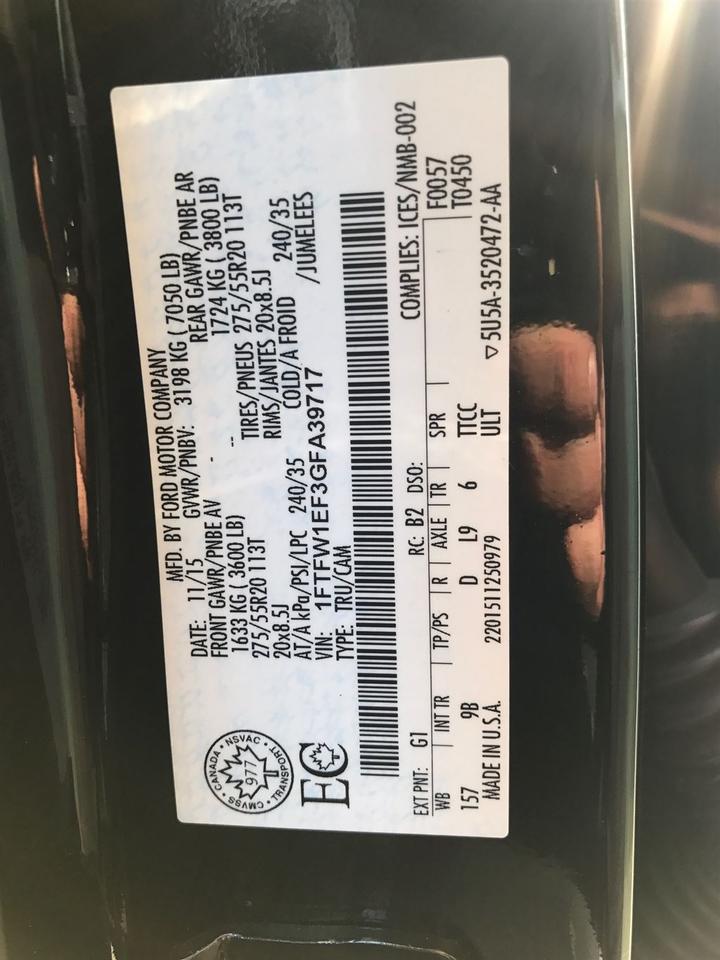 MFD. BY FORD MOTOR COMPANY
DATE: 11/15 GVWR/PNBV: 3198 KG ( 7050 LB)
FRONT GAWR/PNBE AV - REAR GAWR/PNBE AR
1633 KG ( 3600 LB) -- 1724 KG ( 3800 LB)
275/55R20 113T TIRES/PNEUS 275/55R20 113T
20x8.5J RIMS/JANTES 20x8.5J
AT/A kPa/PSI/LPC 240/35 COLD/A FROID 240/35
VIN: 1FTFW1EF3GFA39717 /JUMELEES
TYPE: TRU/CAM
CANADA • NSVAC • TRANSPORT • CMVSS •
977
T
EC
COMPLIES: ICES/NMB-002
EXT PNT: G1 RC: B2 DSO: F0057
WB INT TR TP/PS R AXLE TR SPR T0450
157 9B D L9 6 TTCC
MADE IN U.S.A. 2201511250979 ULT ▽5U5A-3520472-AA